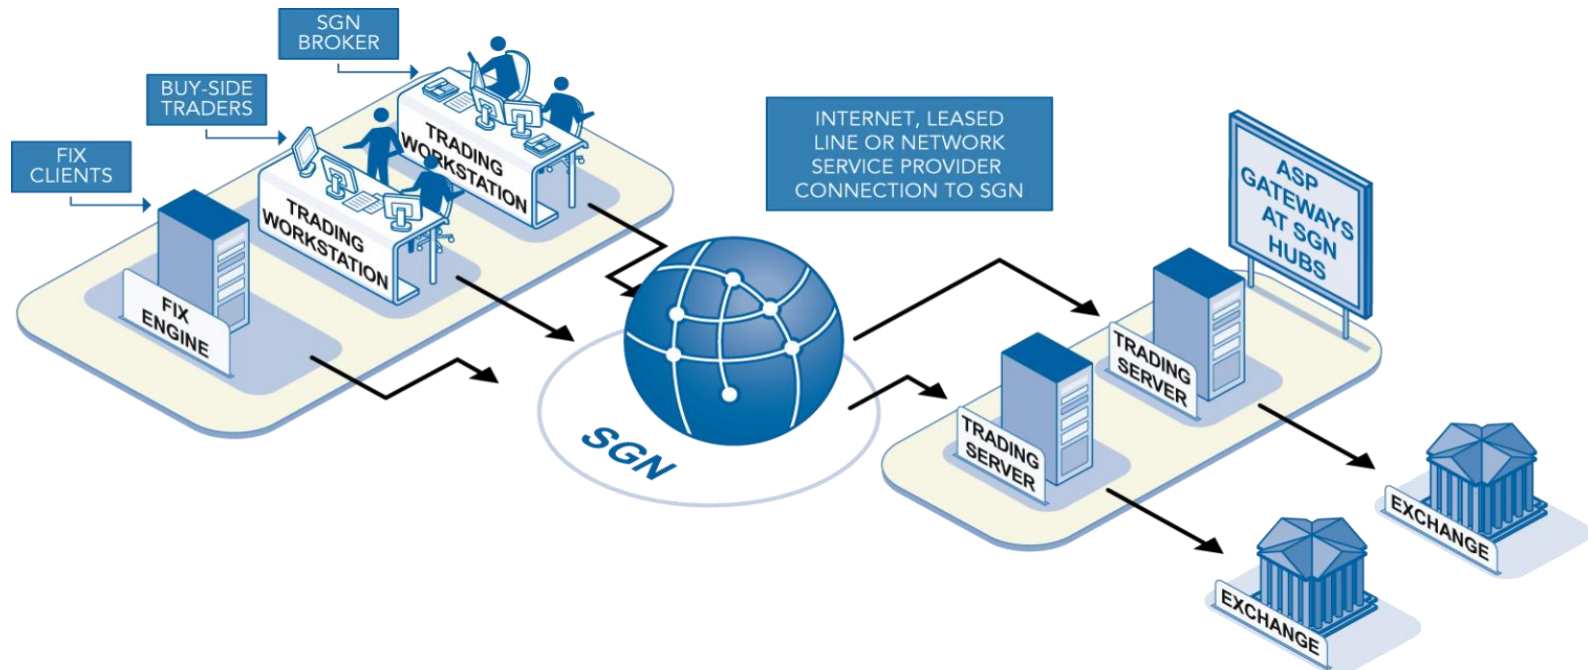 SGN
BROKER
BUY-SIDE
TRADERS
FIX
CLIENTS
TRADING
WORKSTATION
TRADING
WORKSTATION
FIX
ENGINE
INTERNET, LEASED
LINE OR NETWORK
SERVICE PROVIDER
CONNECTION TO SGN
SGN
ASP
GATEWAYS
AT SGN
HUBS
TRADING
SERVER
TRADING
SERVER
EXCHANGE
EXCHANGE